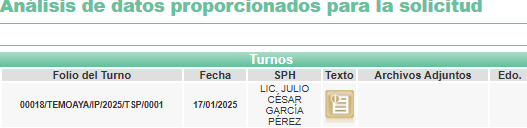 Análisis de datos proporcionados para la solicitud
Turnos
Folio del Turno Fecha SPH Texto Archivos Adjuntos Edo.
00018/TEMOAYA/IP/2025/TSP/0001 17/01/2025 LIC. JULIO
CÉSAR
GARCÍA
PÉREZ